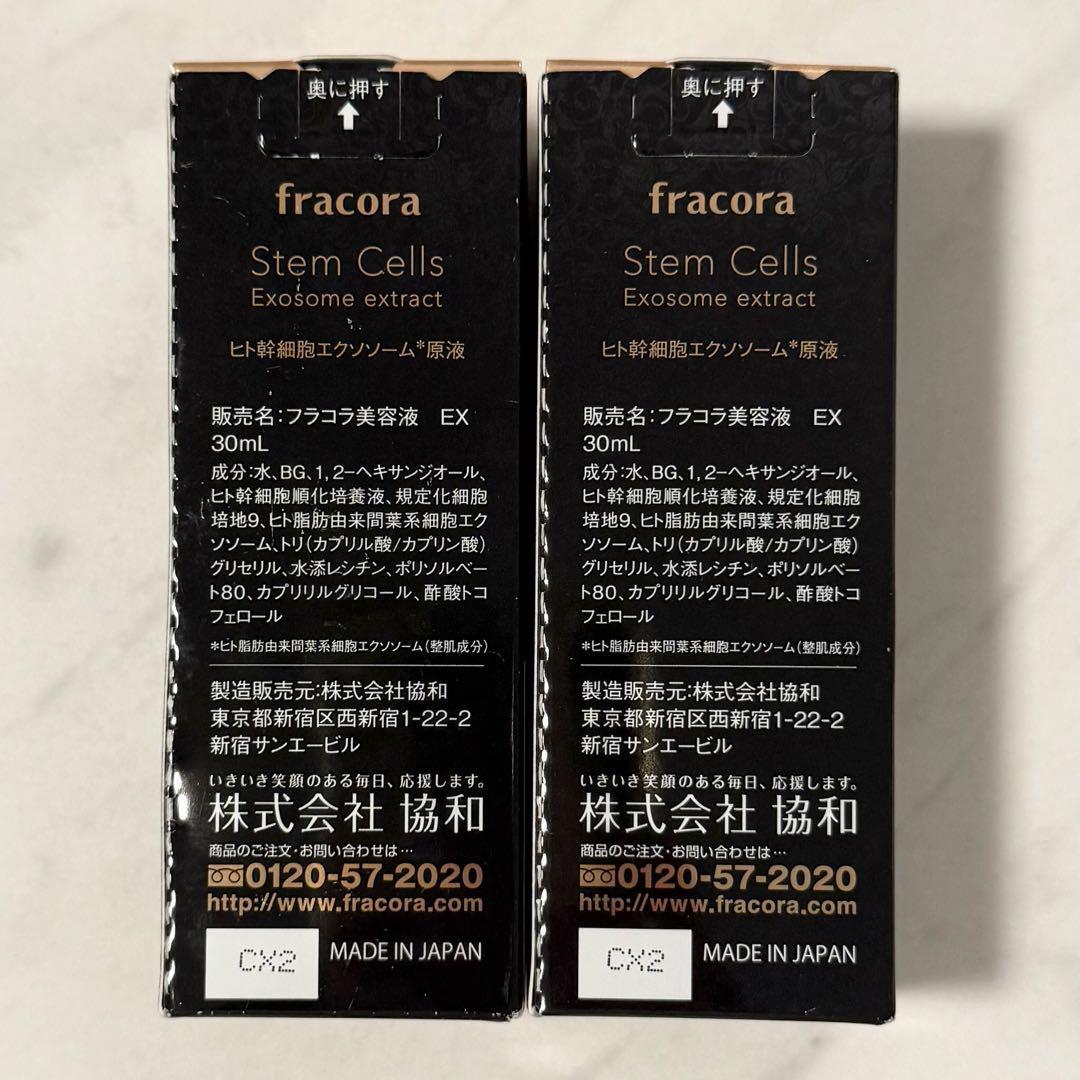 奥に押す
fracora
Stem Cells
Exosome extract
ヒト幹細胞エクソソーム*原液
販売名:フラコラ美容液 EX
30mL
成分:水、BG、1,2-ヘキサンジオール、
ヒト幹細胞順化培養液、規定化細胞
培地9、ヒト脂肪由来間葉系細胞エク
ソソーム、トリ(カプリル酸/カプリン酸)
グリセリル、水添レシチン、ポリソルベー
ト80、カプリリルグリコール、酢酸トコ
フェロール
*ヒト脂肪由来間葉系細胞エクソソーム(整肌成分)
製造販売元:株式会社協和
東京都新宿区西新宿1-22-2
新宿サンエービル
いきいき笑顔のある毎日、応援します。
株式会社 協和
商品のご注文・お問い合わせは…
0120-57-2020
http://www.fracora.com
CX2
MADE IN JAPAN
奥に押す
fracora
Stem Cells
Exosome extract
ヒト幹細胞エクソソーム*原液
販売名:フラコラ美容液 EX
30mL
成分:水、BG、1,2-ヘキサンジオール、
ヒト幹細胞順化培養液、規定化細胞
培地9、ヒト脂肪由来間葉系細胞エク
ソソーム、トリ(カプリル酸/カプリン酸)
グリセリル、水添レシチン、ポリソルベー
ト80、カプリリルグリコール、酢酸トコ
フェロール
*ヒト脂肪由来間葉系細胞エクソソーム(整肌成分)
製造販売元:株式会社協和
東京都新宿区西新宿1-22-2
新宿サンエービル
いきいき笑顔のある毎日、応援します。
株式会社 協和
商品のご注文・お問い合わせは…
0120-57-2020
http://www.fracora.com
CX2
MADE IN JAPAN